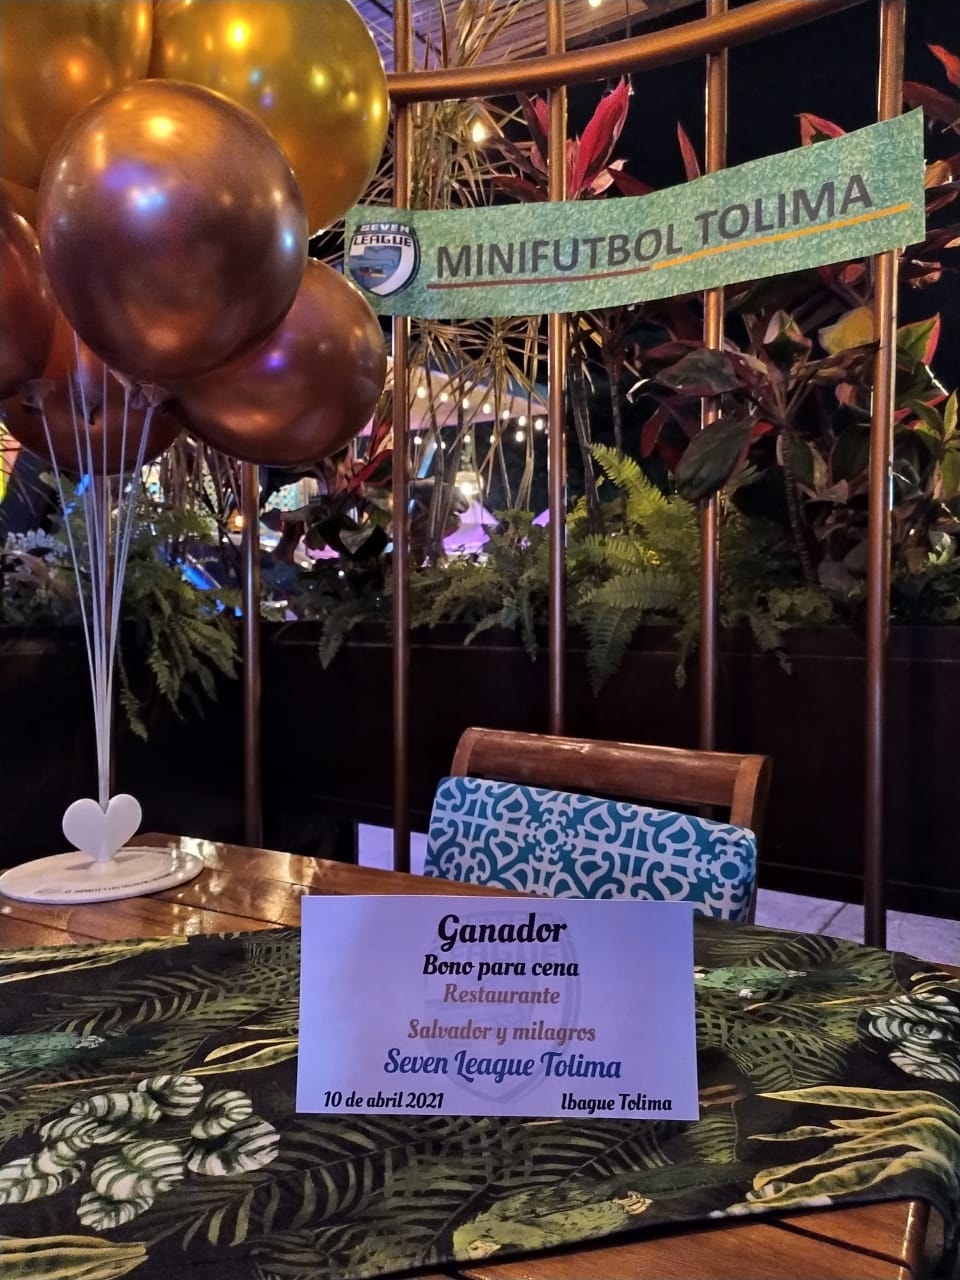 SEVEN
LEAGUE
MINIFUTBOL TOLIMA
Ganador
Bono para cena
Restaurante
Salvador y milagros
Seven League Tolima
10 de abril 2021 Ibague Tolima